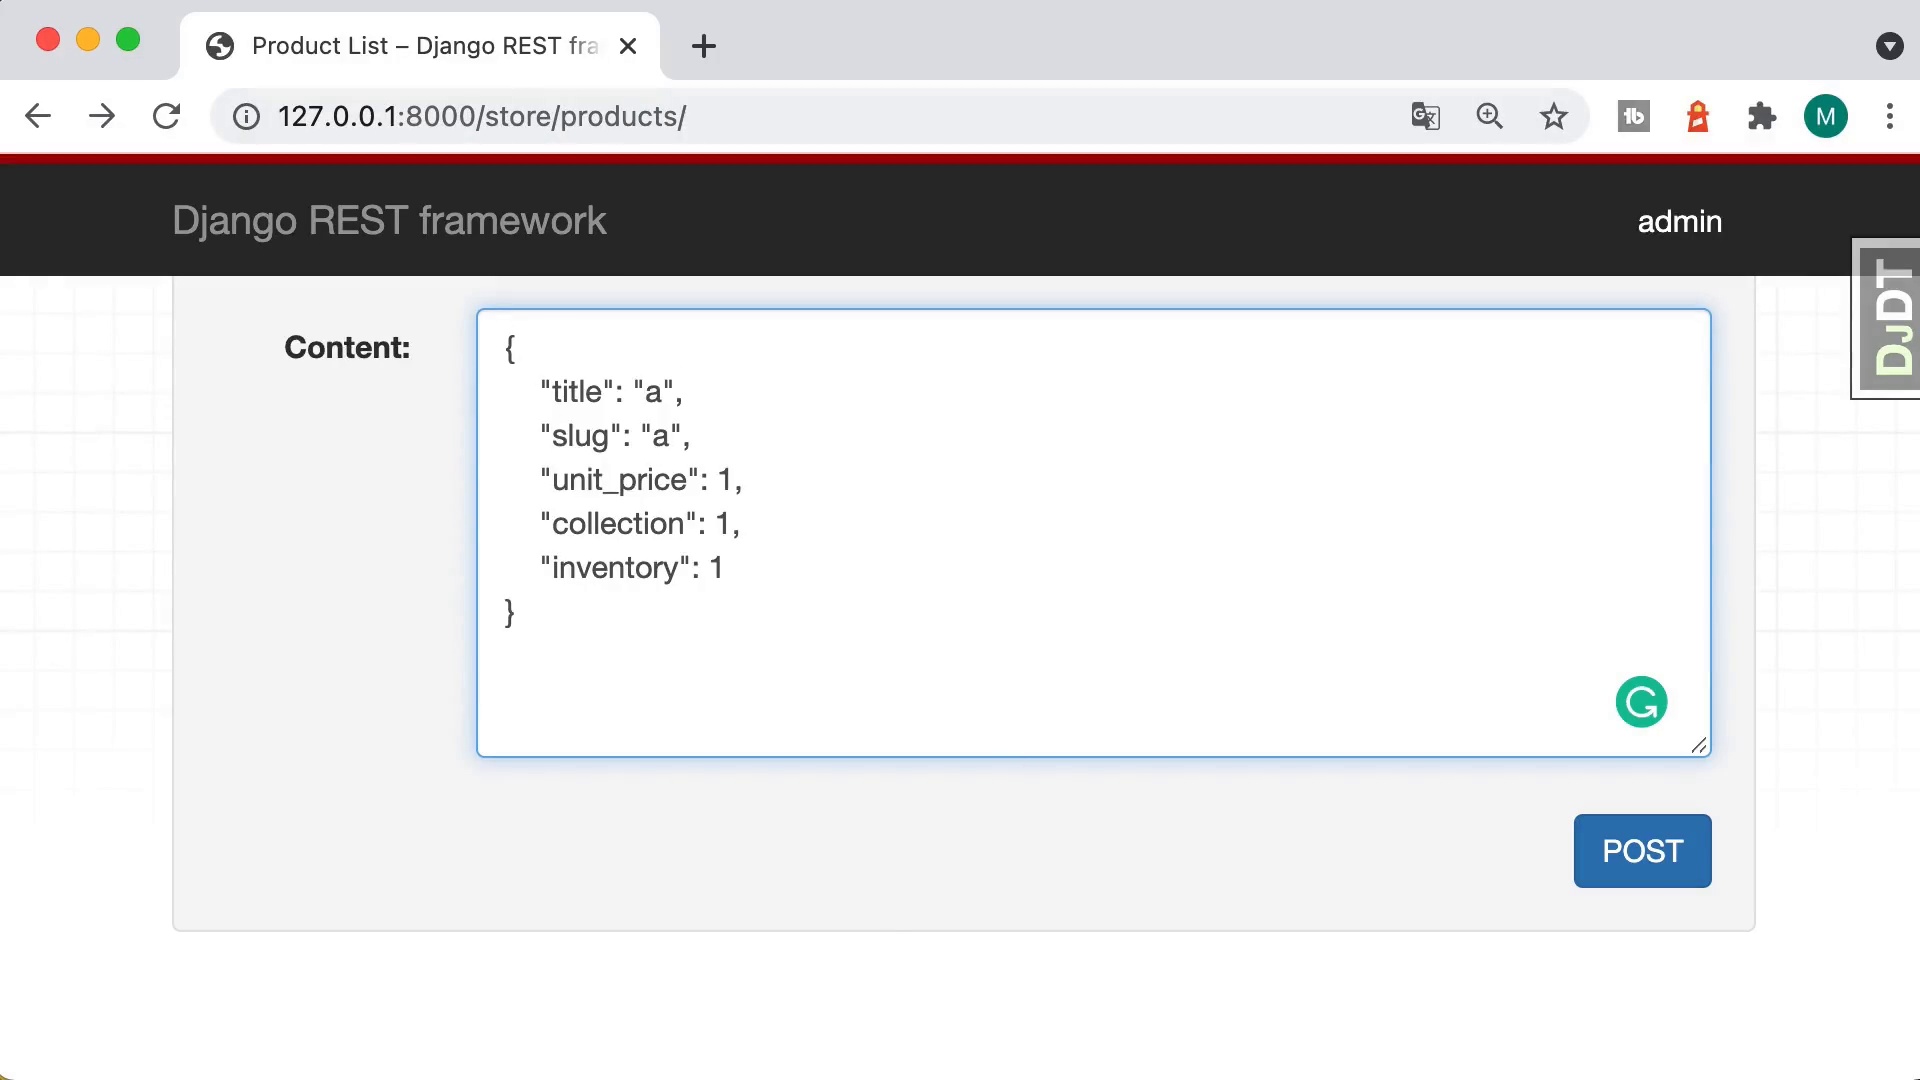 Product List – Django REST fra
127.0.0.1:8000/store/products/
M
Django REST framework
admin
DJDT
Content:
{
"title": "a",
"slug": "a",
"unit_price": 1,
"collection": 1,
"inventory": 1
}
POST